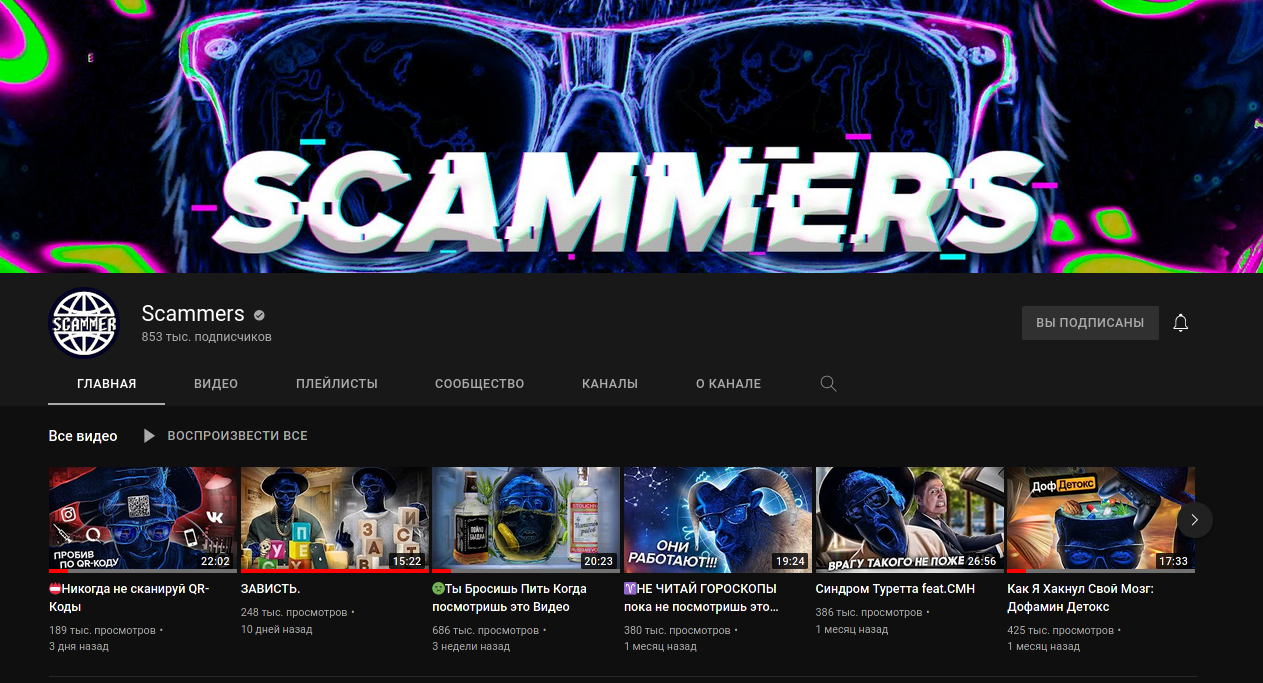 SCAMMERS
SCAMMER
Scammers
853 тыс. подписчиков
ВЫ ПОДПИСАНЫ
ГЛАВНАЯ
ВИДЕО
ПЛЕЙЛИСТЫ
СООБЩЕСТВО
КАНАЛЫ
О КАНАЛЕ
Все видео
ВОСПРОИЗВЕСТИ ВСЕ
ПРОБИВ
ПО QR-КОДУ
22:02
15:22
20:23
ОНИ
РАБОТАЮТ!!!
19:24
ВРАГУ ТАКОГО НЕ ПОЖЕ
26:56
ДофДетокс
17:33
Никогда не сканируй QR-
Коды
189 тыс. просмотров •
3 дня назад
ЗАВИСТЬ.
248 тыс. просмотров •
10 дней назад
Ты Бросишь Пить Когда
посмотришь это Видео
686 тыс. просмотров •
3 недели назад
♈НЕ ЧИТАЙ ГОРОСКОПЫ
пока не посмотришь это...
380 тыс. просмотров •
1 месяц назад
Синдром Туретта feat.СМН
386 тыс. просмотров •
1 месяц назад
Как Я Хакнул Свой Мозг:
Дофамин Детокс
425 тыс. просмотров •
1 месяц назад